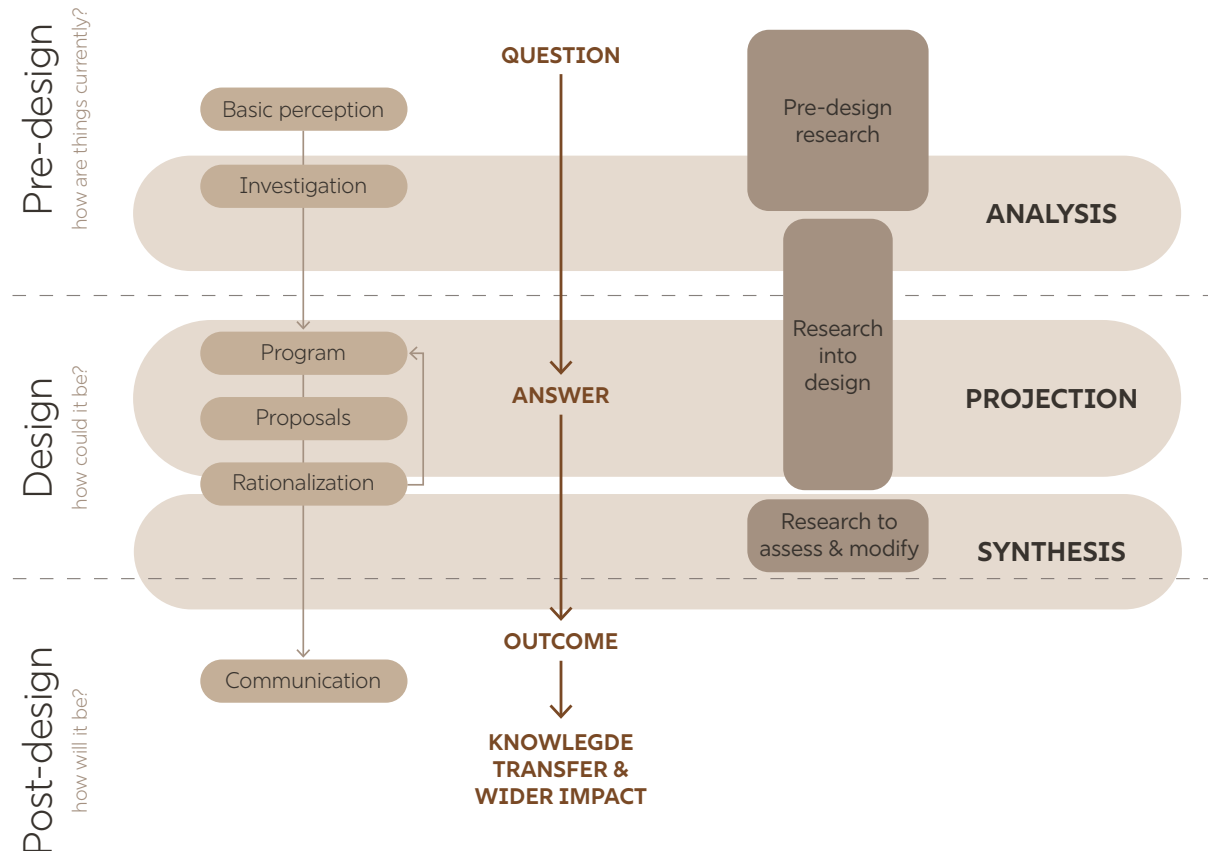 Pre-design
how are things currently?
QUESTION
Basic perception
Investigation
Pre-design
research
ANALYSIS
Design
how could it be?
Program
Proposals
Rationalization
ANSWER
Research
into
design
PROJECTION
Research to
assess & modify
SYNTHESIS
Post-design
how will it be?
OUTCOME
Communication
KNOWLEGDE
TRANSFER &
WIDER IMPACT